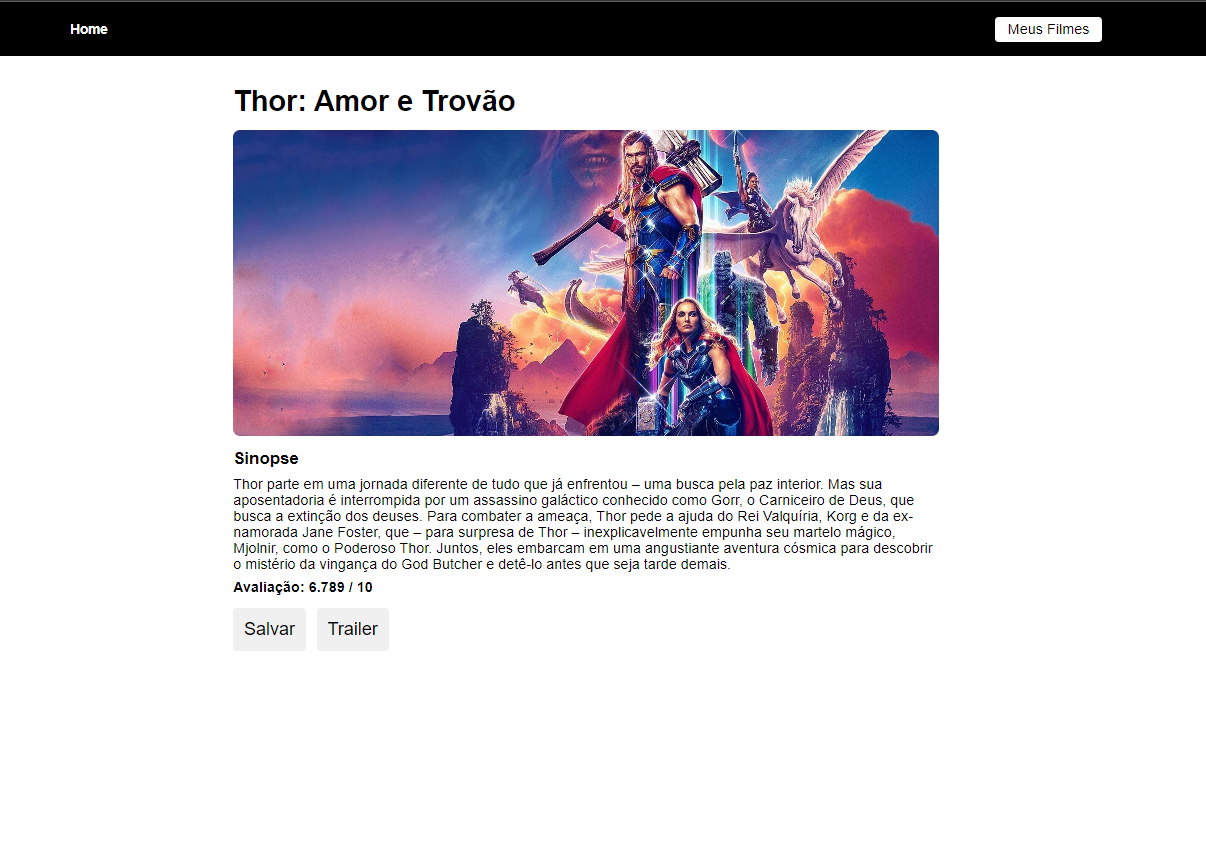 Home
Meus Filmes
Thor: Amor e Trovão
Sinopse
Thor parte em uma jornada diferente de tudo que já enfrentou – uma busca pela paz interior. Mas sua
aposentadoria é interrompida por um assassino galáctico conhecido como Gorr, o Carniceiro de Deus, que
busca a extinção dos deuses. Para combater a ameaça, Thor pede a ajuda do Rei Valquíria, Korg e da ex-
namorada Jane Foster, que – para surpresa de Thor – inexplicavelmente empunha seu martelo mágico,
Mjolnir, como o Poderoso Thor. Juntos, eles embarcam em uma angustiante aventura cósmica para descobrir
o mistério da vingança do God Butcher e detê-lo antes que seja tarde demais.
Avaliação: 6.789 / 10
Salvar
Trailer